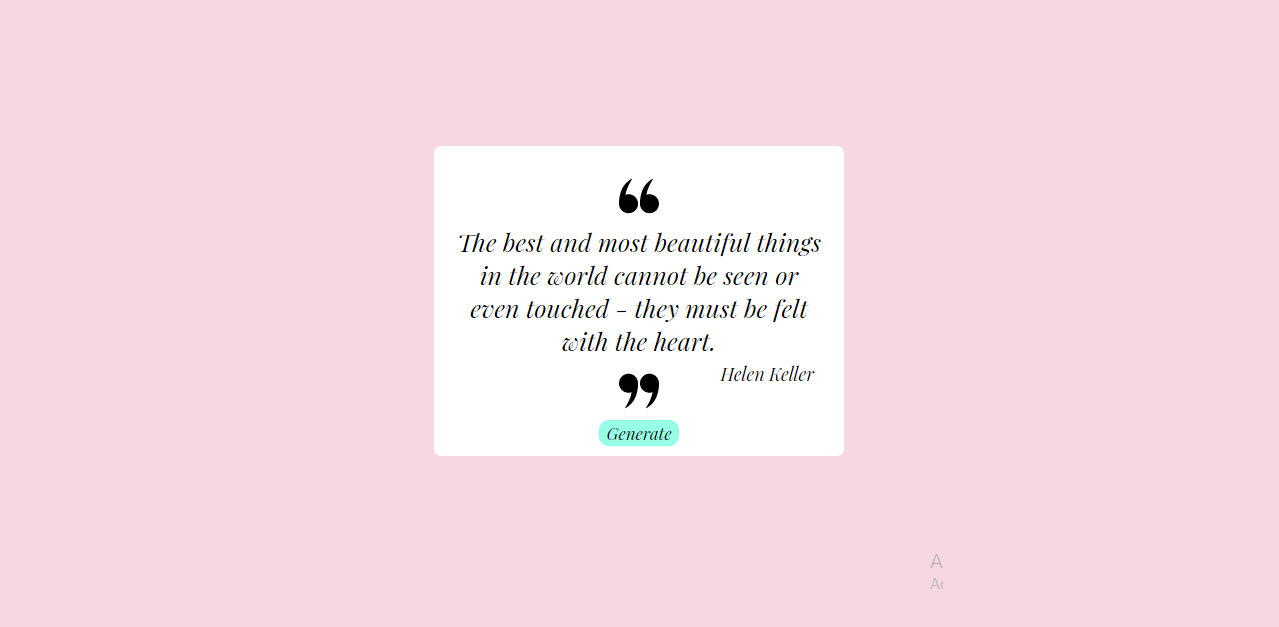 ❝
The best and most beautiful things
in the world cannot be seen or
even touched - they must be felt
with the heart.
Helen Keller
❞
Generate